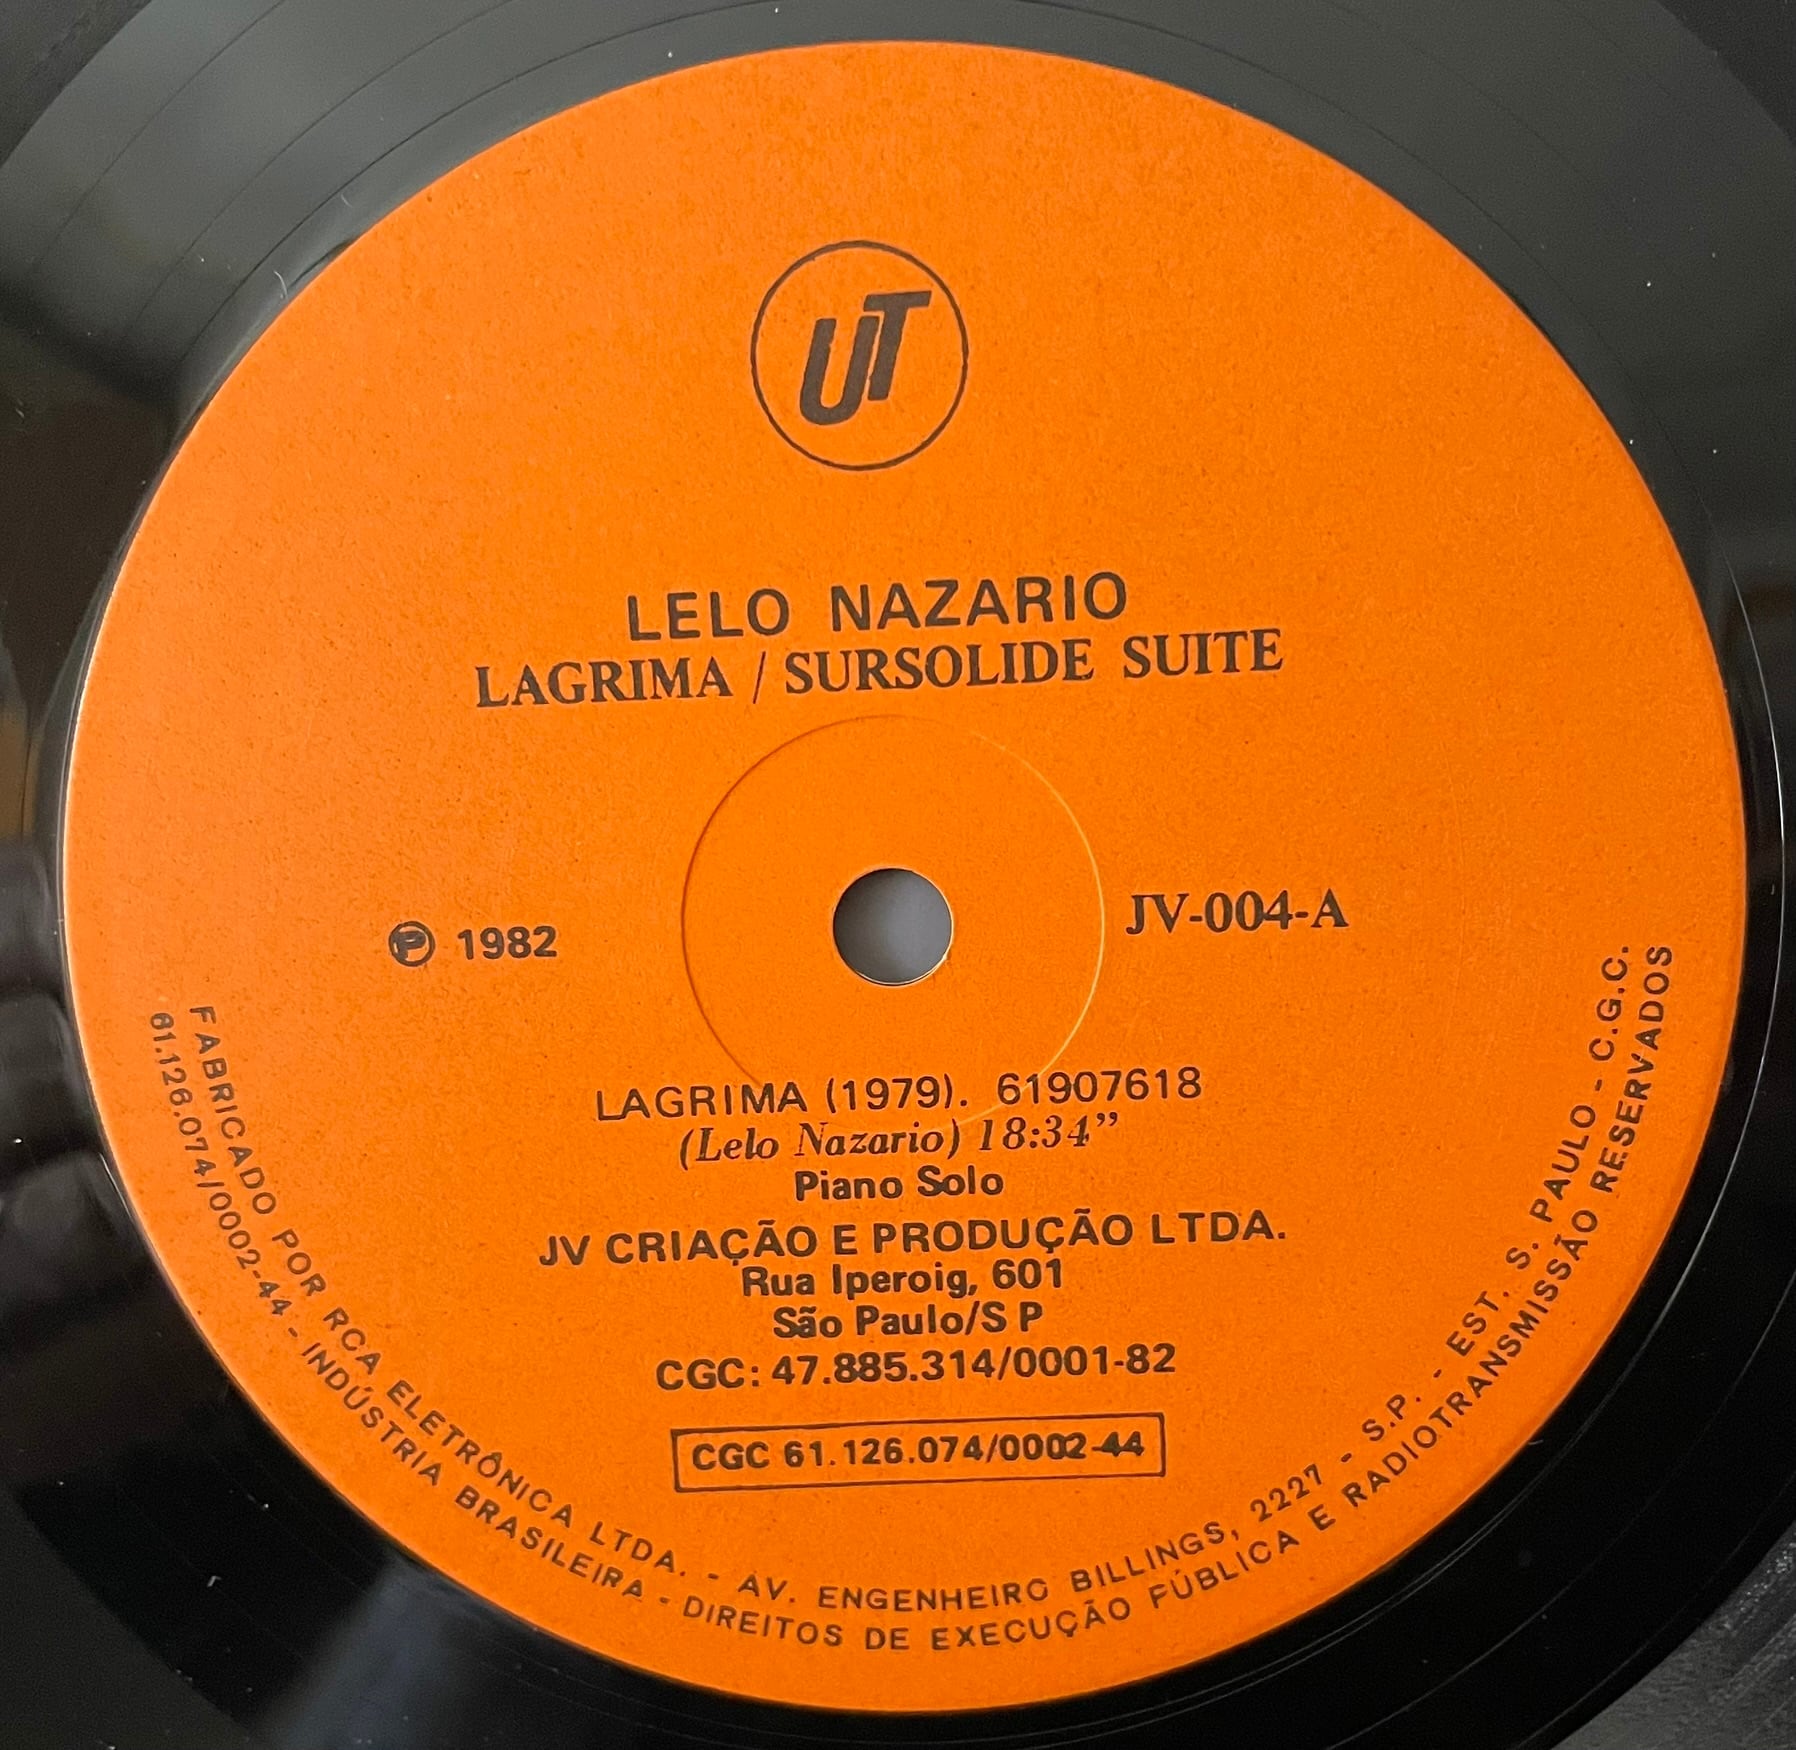 UT
LELO NAZARIO
LAGRIMA / SURSOLIDE SUITE
℗ 1982
JV-004-A
LAGRIMA (1979). 61907618
(Lelo Nazario) 18:34”
Piano Solo
JV CRIAÇÃO E PRODUÇÃO LTDA.
Rua Iperoig, 601
São Paulo/S P
CGC: 47.885.314/0001-82
CGC 61.126.074/0002-44
FABRICADO POR RCA ELETRÔNICA LTDA. - AV. ENGENHEIRO BILLINGS, 2227 - S.P. - EST. S. PAULO - C.G.C.
61.126.074/0002-44 - INDÚSTRIA BRASILEIRA - DIREITOS DE EXECUÇÃO PÚBLICA E RADIOTRANSMISSÃO RESERVADOS